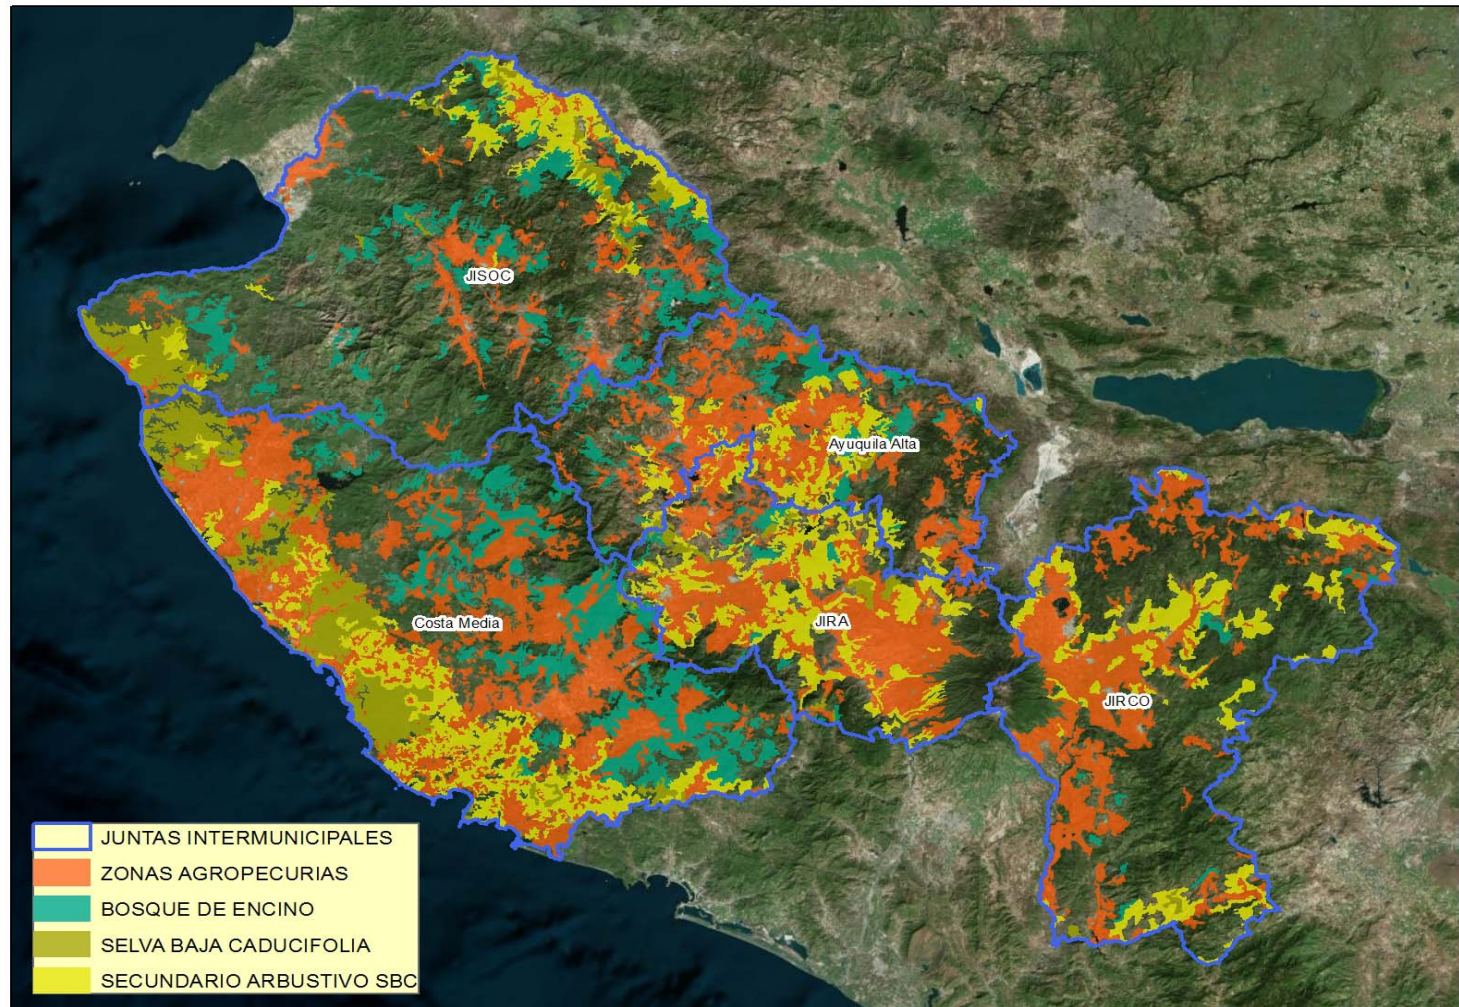 JISOC
Ayuquila Alta
Costa Media
JIRA
JIRCO
JUNTAS INTERMUNICIPALES
ZONAS AGROPECURIAS
BOSQUE DE ENCINO
SELVA BAJA CADUCIFOLIA
SECUNDARIO ARBUSTIVO SBC